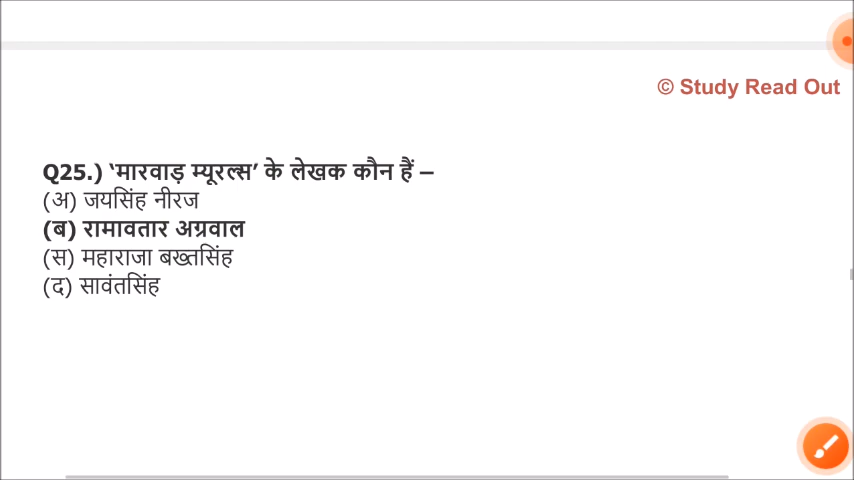 © Study Read Out
Q25.) ‘मारवाड़ म्यूरल्स’ के लेखक कौन हैं –
(अ) जयसिंह नीरज
(ब) रामावतार अग्रवाल
(स) महाराजा बख्तसिंह
(द) सावंतसिंह